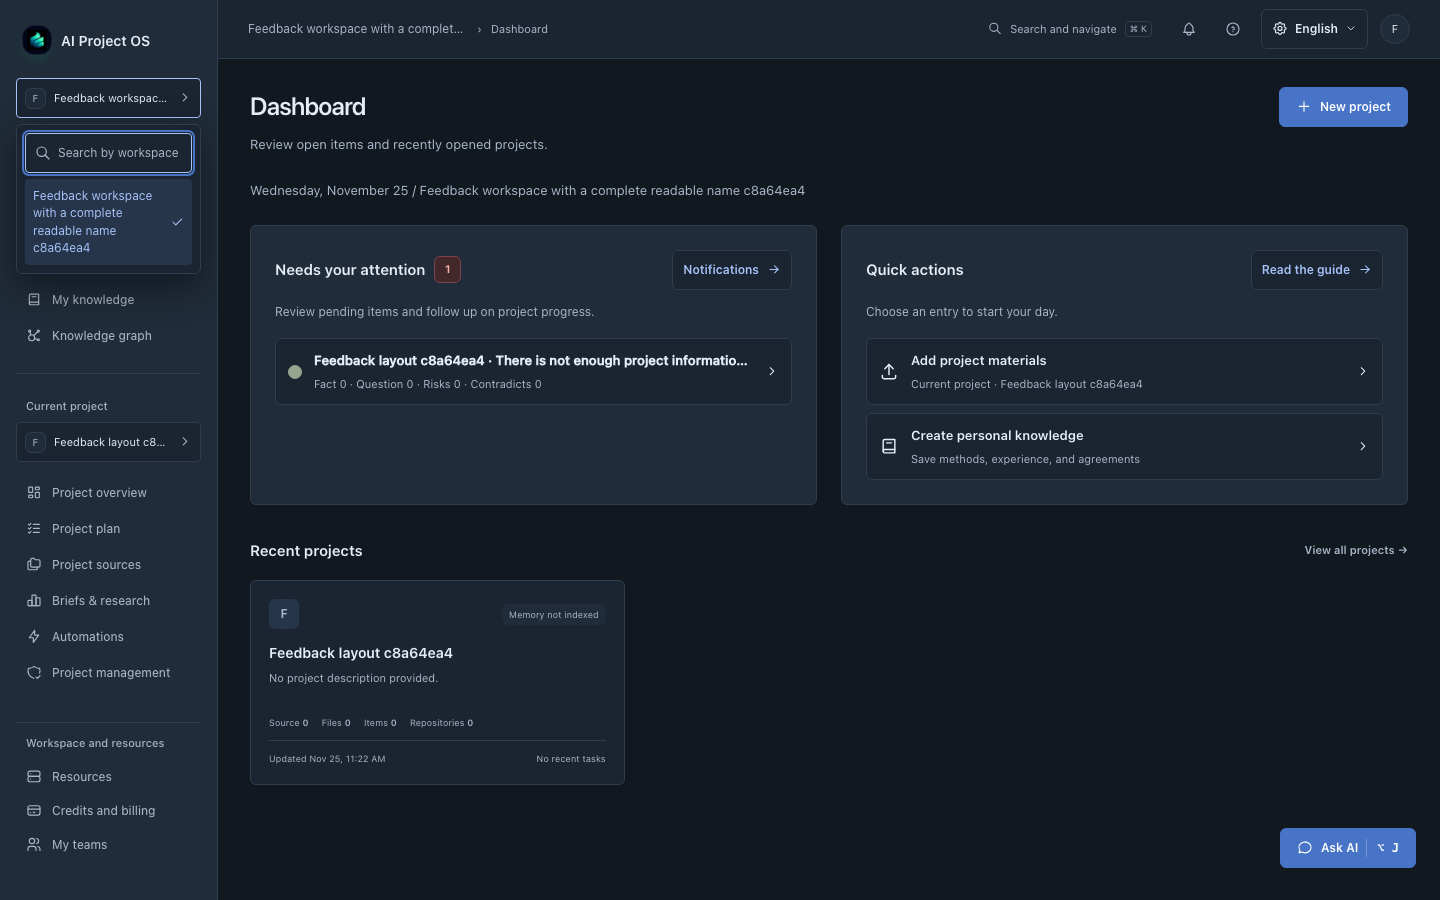 AI Project OS
F Feedback workspac...
Search by workspace
Feedback workspace
with a complete
readable name
c8a64ea4
My knowledge
Knowledge graph
Current project
F Feedback layout c8...
Project overview
Project plan
Project sources
Briefs & research
Automations
Project management
Workspace and resources
Resources
Credits and billing
My teams
Feedback workspace with a complet... › Dashboard
Search and navigate ⌘ K
English
F
Dashboard
New project
Review open items and recently opened projects.
Wednesday, November 25 / Feedback workspace with a complete readable name c8a64ea4
Needs your attention 1
Notifications →
Review pending items and follow up on project progress.
Feedback layout c8a64ea4 · There is not enough project informatio...
Fact 0 · Question 0 · Risks 0 · Contradicts 0
Quick actions
Read the guide →
Choose an entry to start your day.
Add project materials
Current project · Feedback layout c8a64ea4
Create personal knowledge
Save methods, experience, and agreements
Recent projects
View all projects →
F
Memory not indexed
Feedback layout c8a64ea4
No project description provided.
Source 0 Files 0 Items 0 Repositories 0
Updated Nov 25, 11:22 AM
No recent tasks
Ask AI ⌥ J